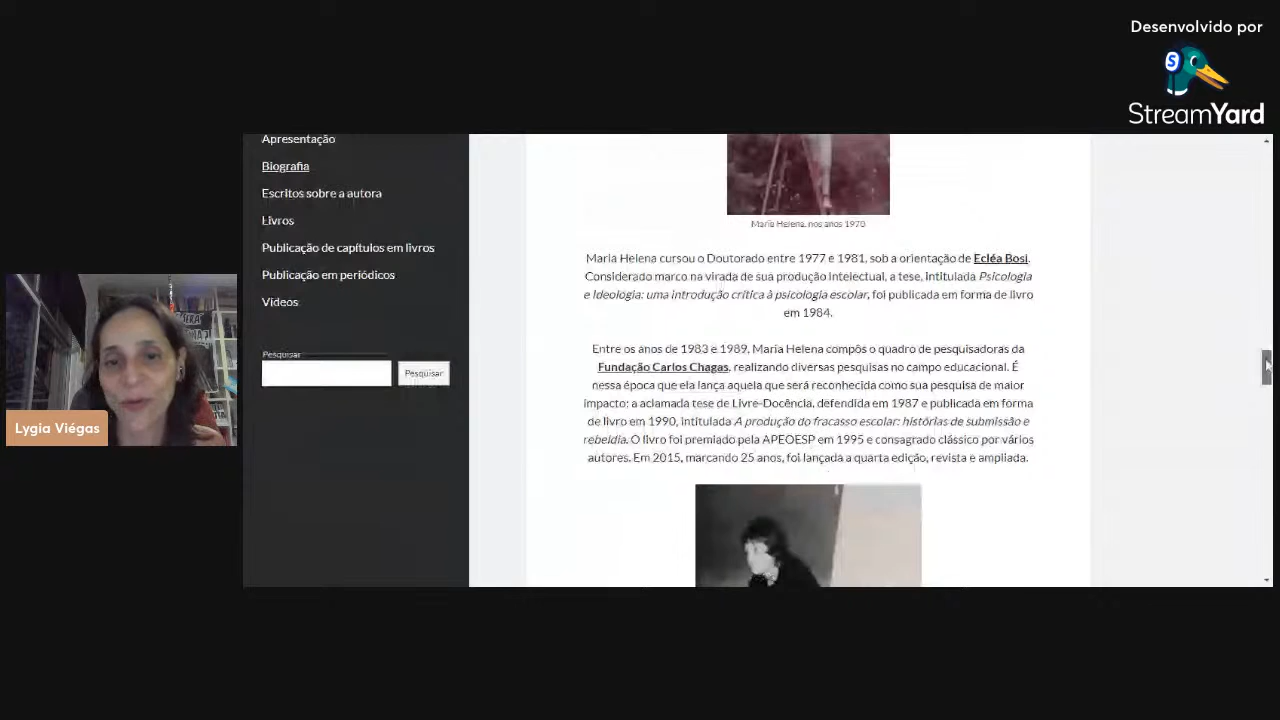 Desenvolvido por
S
StreamYard
Apresentação
Biografia
Escritos sobre a autora
Livros
Publicação de capítulos em livros
Publicação em periódicos
Vídeos
Pesquisar
Pesquisar
Lygia Viégas
Maria Helena, nos anos 1970
Maria Helena cursou o Doutorado entre 1977 e 1981, sob a orientação de Ecléa Bosi.
Considerado marco na virada de sua produção intelectual, a tese, intitulada Psicologia
e Ideologia: uma introdução crítica à psicologia escolar, foi publicada em forma de livro
em 1984.
Entre os anos de 1983 e 1989, Maria Helena compôs o quadro de pesquisadoras da
Fundação Carlos Chagas, realizando diversas pesquisas no campo educacional. É
nessa época que ela lança aquela que será reconhecida como sua pesquisa de maior
impacto: a aclamada tese de Livre-Docência, defendida em 1987 e publicada em forma
de livro em 1990, intitulada A produção do fracasso escolar: histórias de submissão e
rebeldia. O livro foi premiado pela APEOESP em 1995 e consagrado clássico por vários
autores. Em 2015, marcando 25 anos, foi lançada a quarta edição, revista e ampliada.